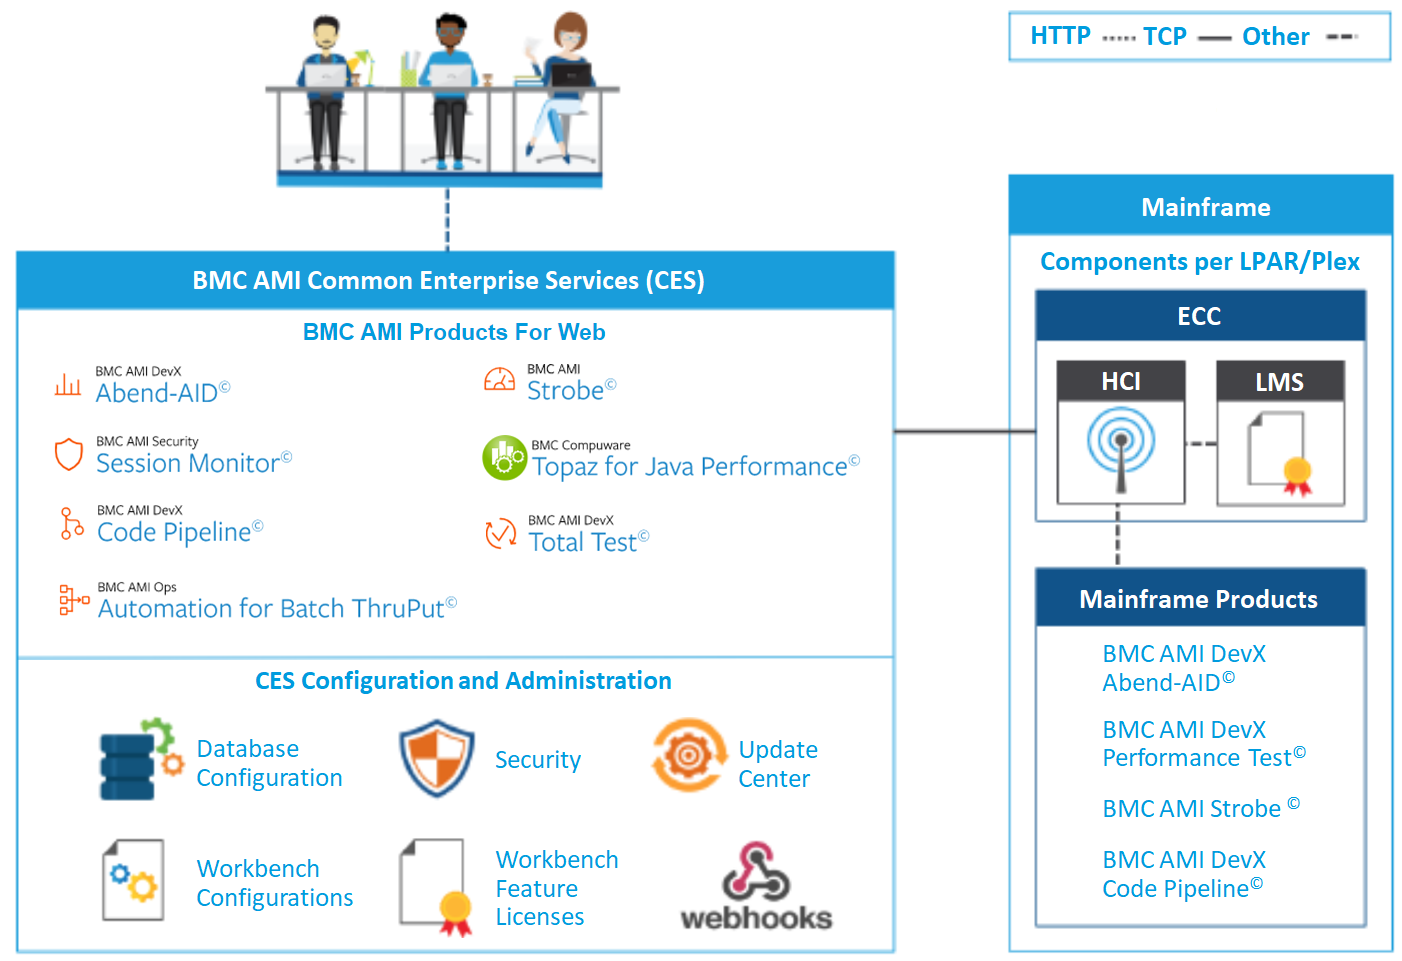 HTTP TCP Other
BMC AMI Common Enterprise Services (CES)
BMC AMI Products For Web
BMC AMI DevX
Abend-AID©
BMC AMI
Strobe©
BMC AMI Security
Session Monitor©
BMC Compuware
Topaz for Java Performance©
BMC AMI DevX
Code Pipeline©
BMC AMI DevX
Total Test©
BMC AMI Ops
Automation for Batch ThruPut©
CES Configuration and Administration
Database
Configuration
Security
Update
Center
Workbench
Configurations
Workbench
Feature
Licenses
webhooks
Mainframe
Components per LPAR/Plex
ECC
HCI
LMS
Mainframe Products
BMC AMI DevX
Abend-AID©
BMC AMI DevX
Performance Test©
BMC AMI Strobe ©
BMC AMI DevX
Code Pipeline©